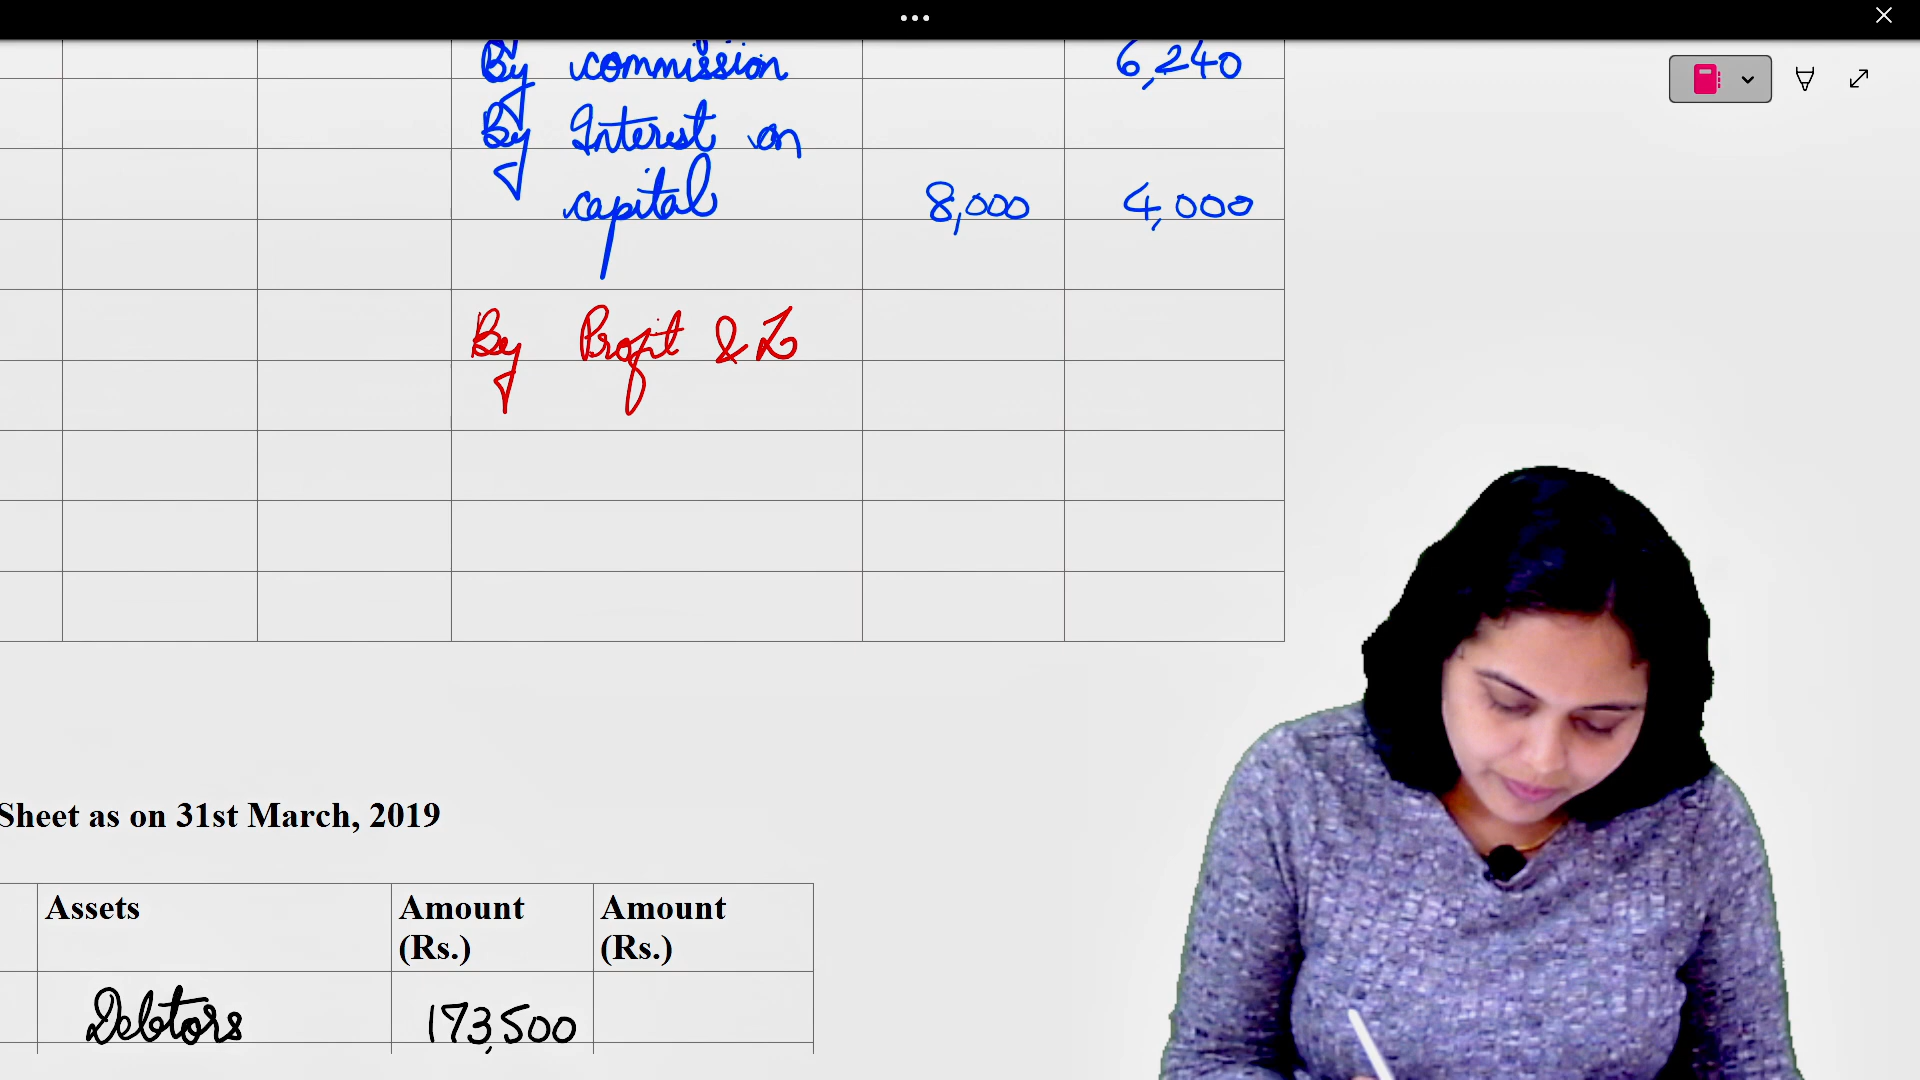 By commission 6,240
By Interest on
capital 8,000 4,000
By Profit & L
Sheet as on 31st March, 2019
Assets Amount (Rs.) Amount (Rs.)
Debtors 173,500